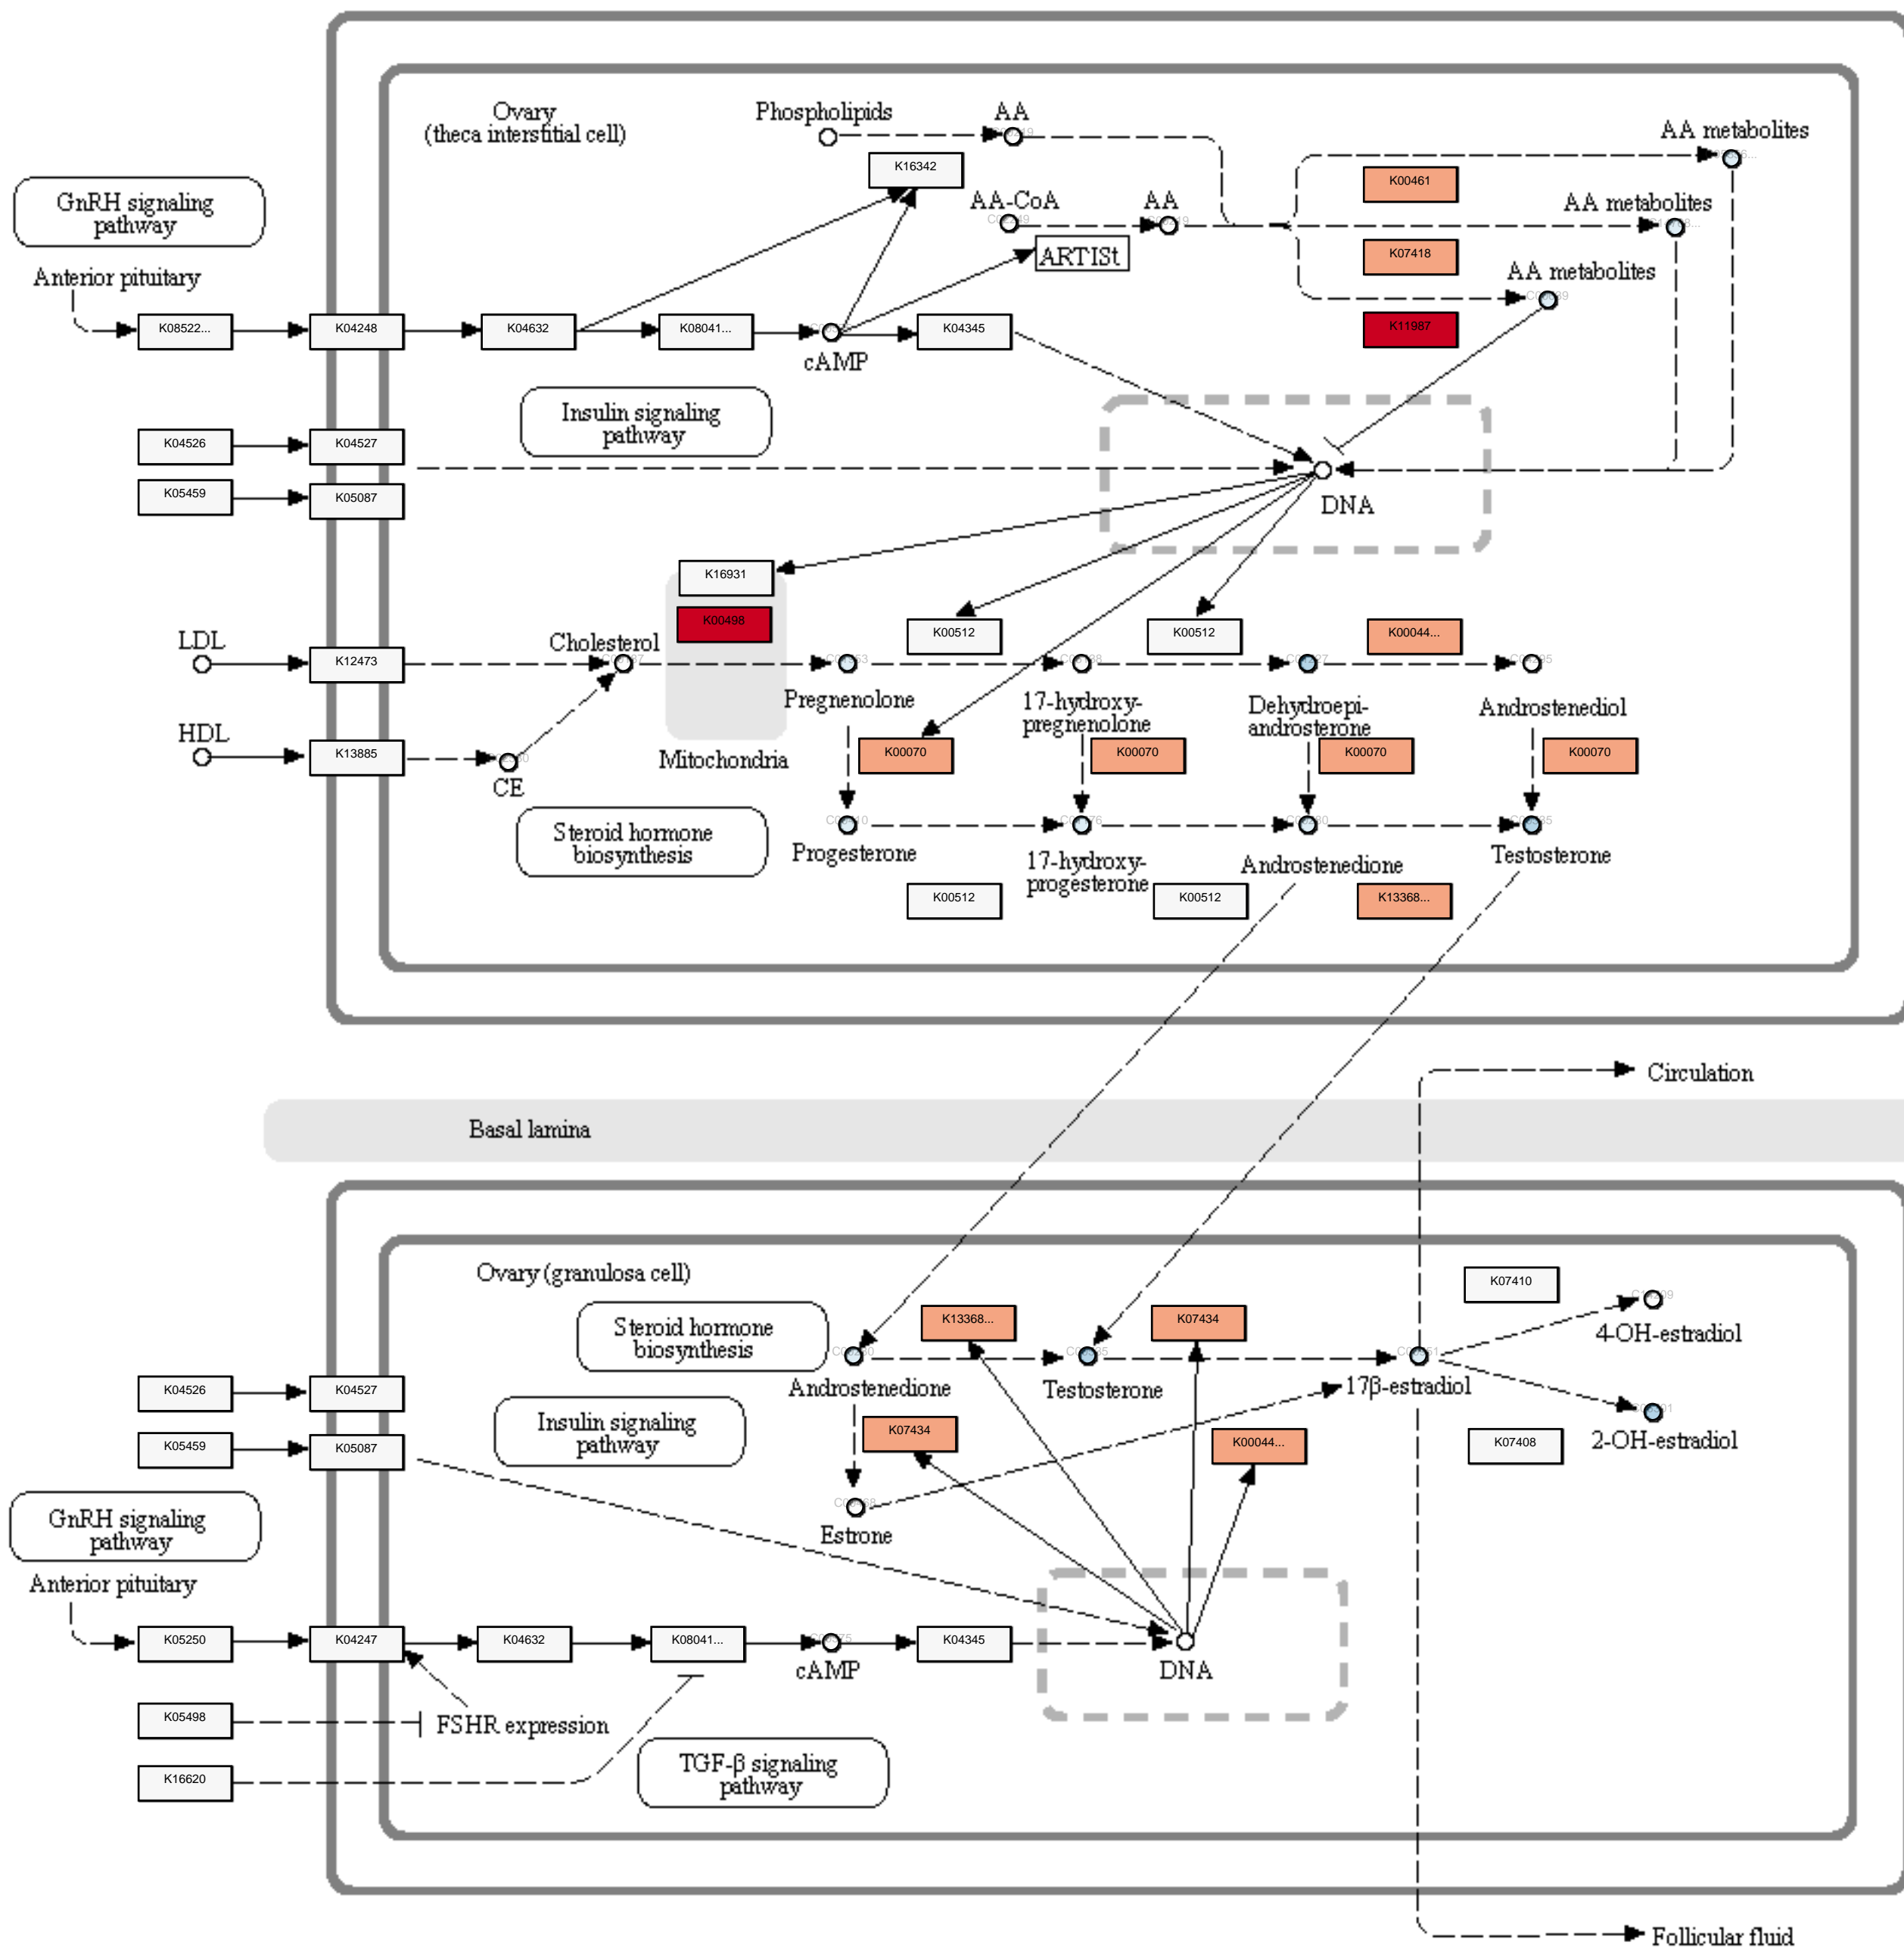 Ovary
(theca interstitial cell)
Phospholipids
AA
AA metabolites
K16342
K00461
GnRH signaling
pathway
AA-CoA
AA
AA metabolites
ARTISt
K07418
AA metabolites
Anterior pituitary
K08522...
K04248
K04632
K08041...
cAMP
K04345
K11987
Insulin signaling
pathway
K04526
K04527
K05459
K05087
DNA
K16931
K00498
K00512
K00512
K00044...
LDL
K12473
Cholesterol
Pregnenolone
17-hydroxy-
pregnenolone
Dehydroepi-
androsterone
Androstenediol
HDL
K13885
CE
Mitochondria
K00070
K00070
K00070
K00070
Steroid hormone
biosynthesis
Progesterone
17-hydroxy-
progesterone
Androstenedione
Testosterone
K00512
K00512
K13368...
Circulation
Basal lamina
Ovary (granulosa cell)
K07410
Steroid hormone
biosynthesis
K13368...
K07434
4-OH-estradiol
K04526
K04527
Androstenedione
Testosterone
17β-estradiol
Insulin signaling
pathway
K07434
K00044...
K07408
2-OH-estradiol
K05459
K05087
GnRH signaling
pathway
Estrone
Anterior pituitary
K05250
K04247
K04632
K08041...
cAMP
K04345
DNA
K05498
FSHR expression
K16620
TGF-β signaling
pathway
Follicular fluid